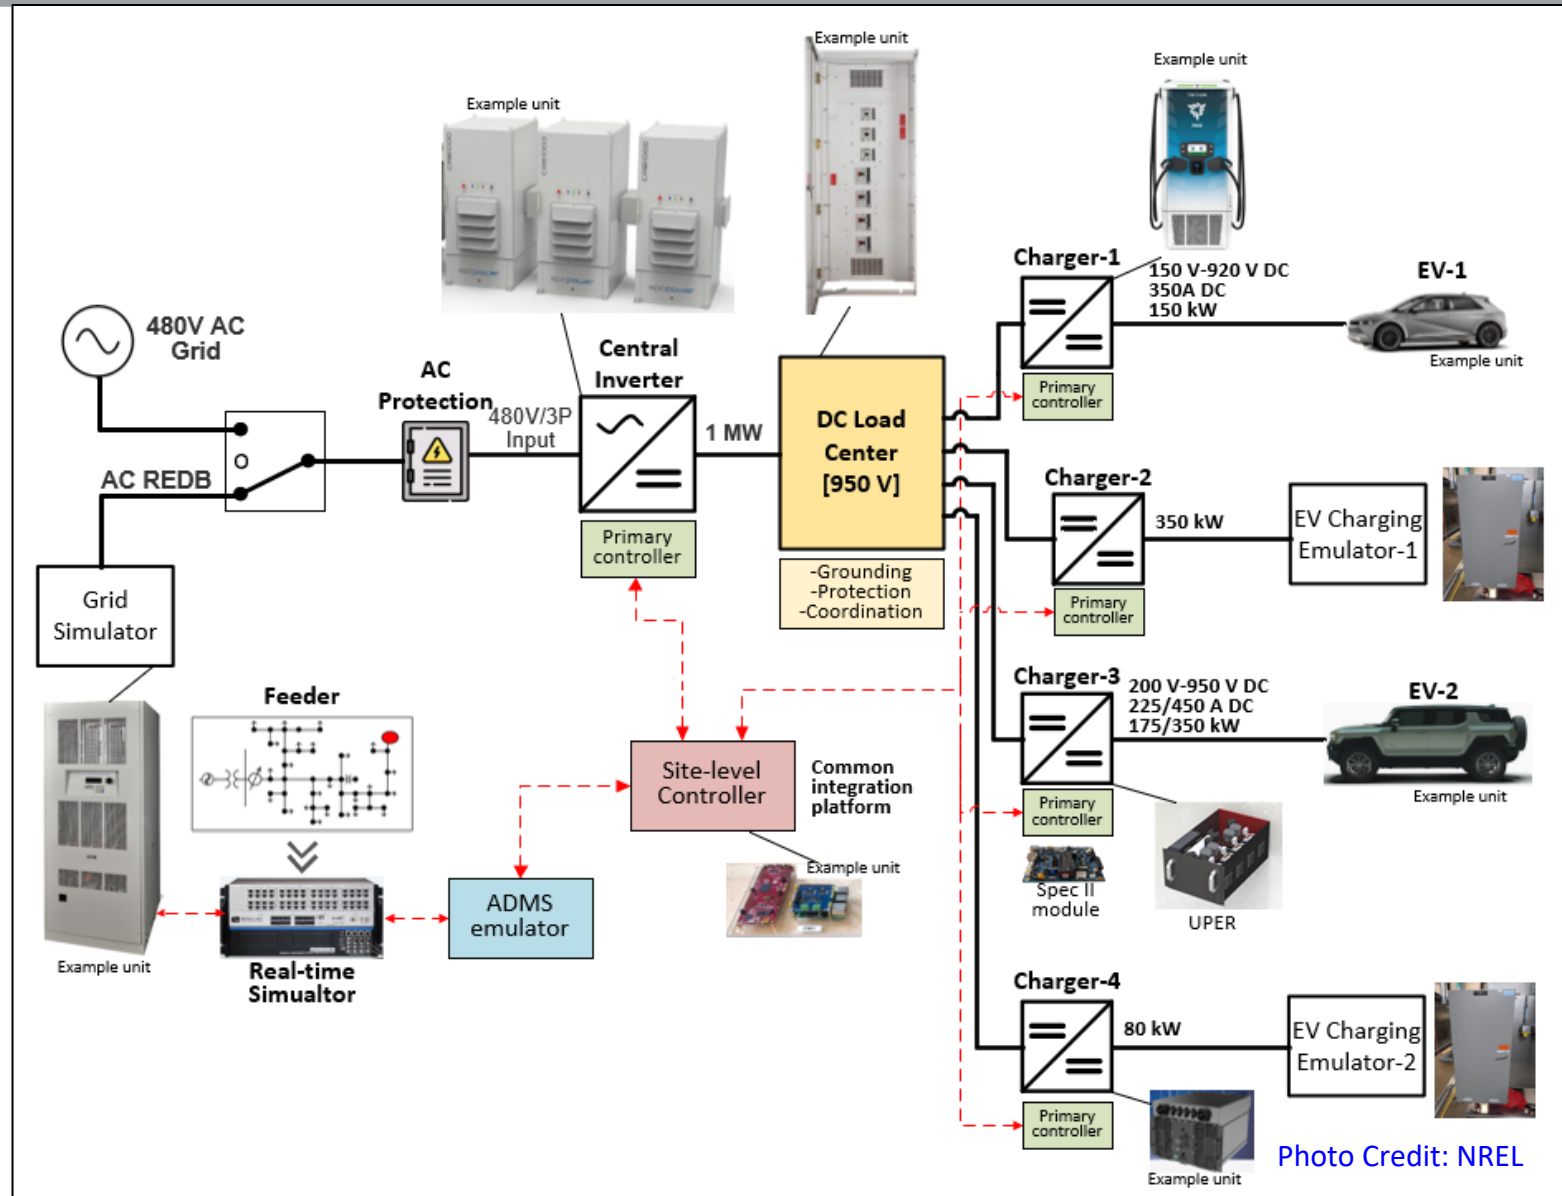 Example unit
Example unit
Example unit
480V AC
Grid
AC REDB
AC
Protection
480V/3P
Input
Central
Inverter
1 MW
Primary
controller
DC Load
Center
[950 V]
-Grounding
-Protection
-Coordination
Charger-1
150 V-920 V DC
350A DC
150 kW
Primary
controller
EV-1
Example unit
Charger-2
350 kW
Primary
controller
EV Charging
Emulator-1
Charger-3
200 V-950 V DC
225/450 A DC
175/350 kW
Primary
controller
Spec II
module
UPER
EV-2
Example unit
Charger-4
80 kW
Primary
controller
Example unit
EV Charging
Emulator-2
Grid
Simulator
Example unit
Feeder
Real-time
Simualtor
ADMS
emulator
Site-level
Controller
Common
integration
platform
Example unit
Photo Credit: NREL